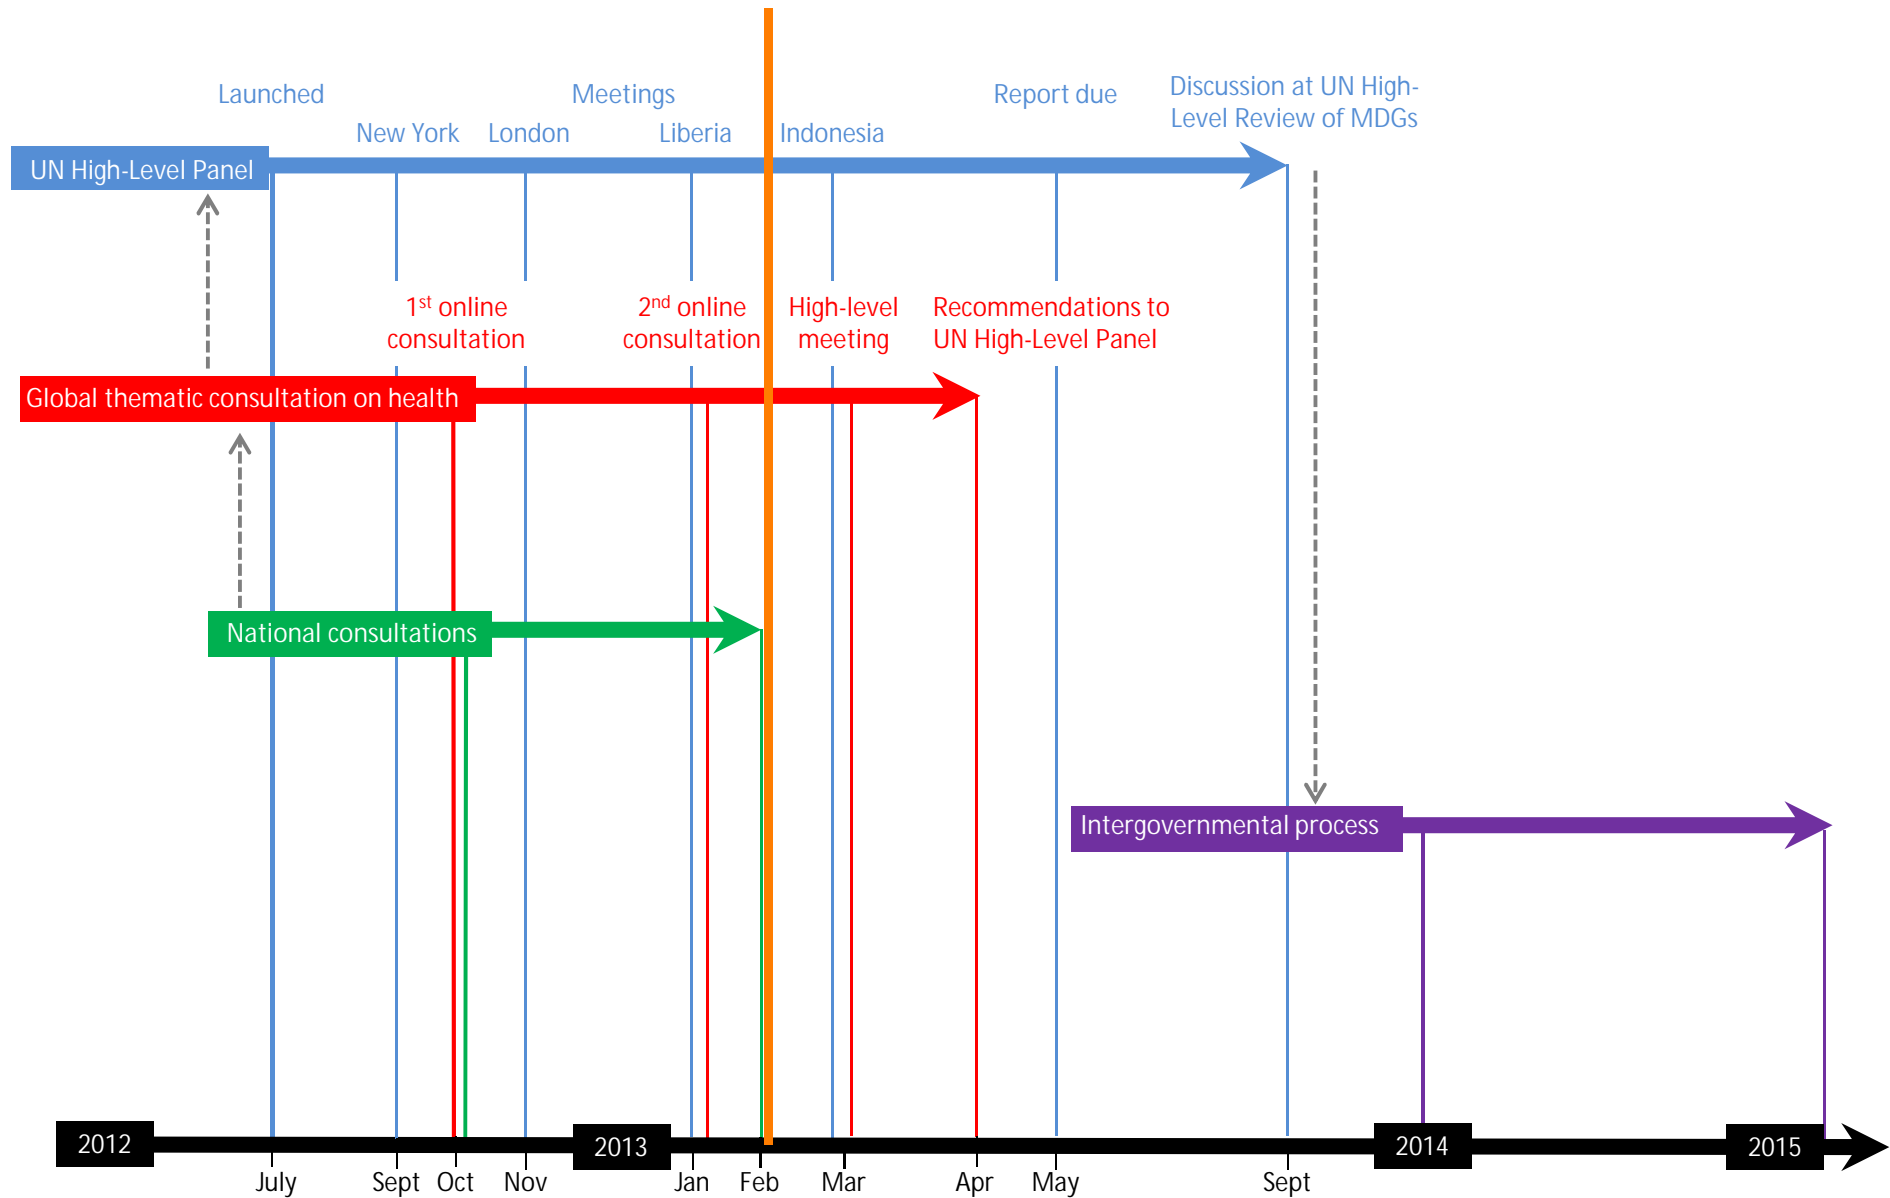 Launched
Meetings
Report due
Discussion at UN High-
Level Review of MDGs
New York
London
Liberia
Indonesia
UN High-Level Panel
1st online
consultation
2nd online
consultation
High-level
meeting
Recommendations to
UN High-Level Panel
Global thematic consultation on health
National consultations
Intergovernmental process
2012
2013
2014
2015
July
Sept
Oct
Nov
Jan
Feb
Mar
Apr
May
Sept